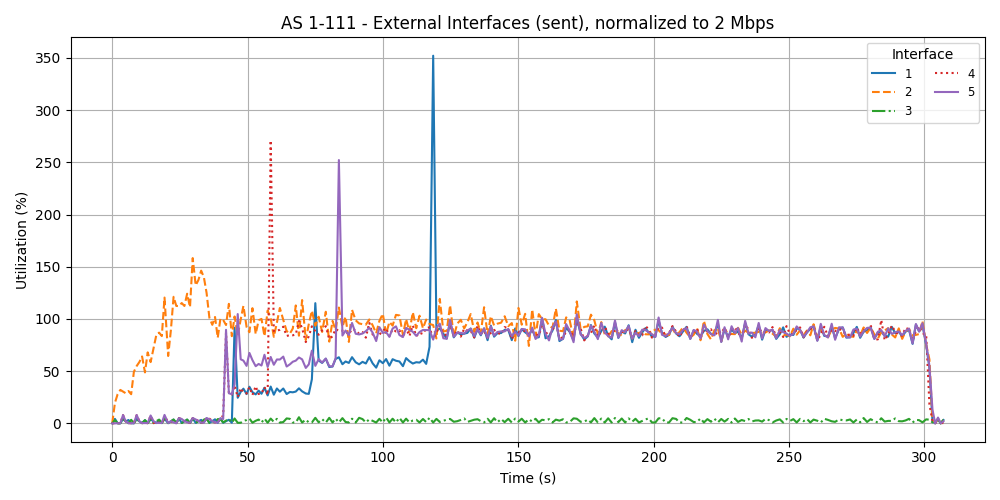 AS 1-111 - External Interfaces (sent), normalized to 2 Mbps
Utilization (%)
350
300
250
200
150
100
50
0
0 50 100 150 200 250 300
Time (s)
Interface
1 4
2 5
3